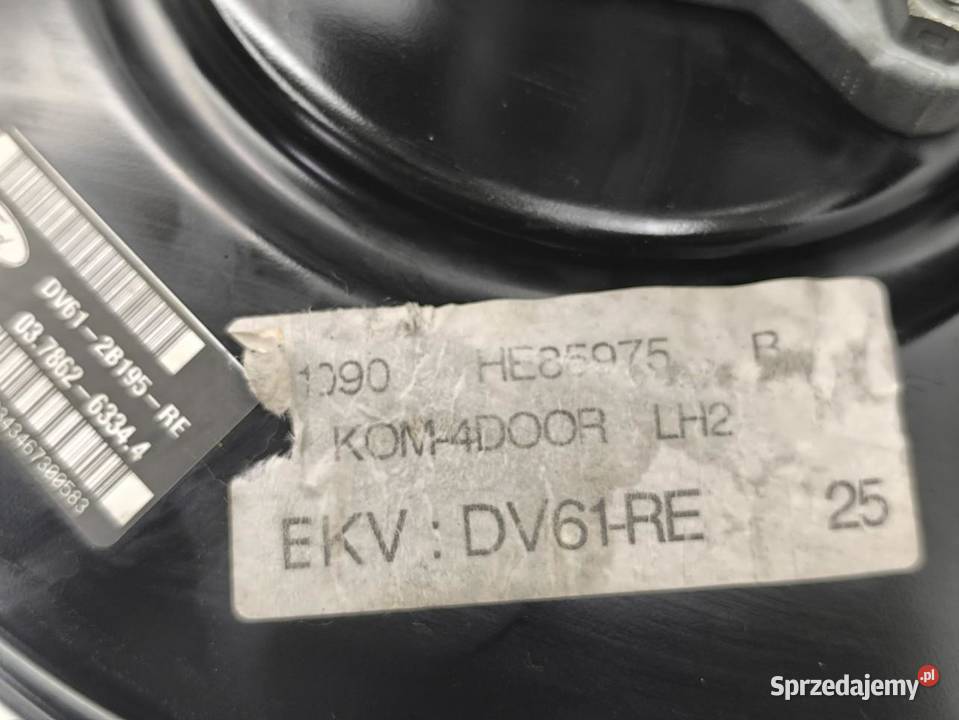 DV61-2B195-RE
03.7862-6334.4
1090 HE85975 B
KOM-4DOOR LH2
EKV : DV61-RE 25
Sprzedajemy.pl